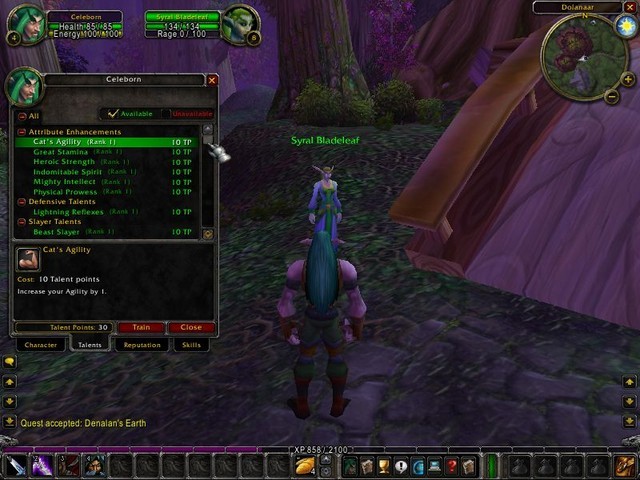 Celeborn
Health 85 / 85
Energy 100 / 100
4
Syral Bladeleaf
134 / 134
Rage 0 / 100
8
Dolanaar
N
Celeborn
All
Available
Unavailable
Attribute Enhancements
Cat's Agility (Rank 1) 10 TP
Great Stamina (Rank 1) 10 TP
Heroic Strength (Rank 1) 10 TP
Indomitable Spirit (Rank 1) 10 TP
Mighty Intellect (Rank 1) 10 TP
Physical Prowess (Rank 1) 10 TP
Defensive Talents
Lightning Reflexes (Rank 1) 10 TP
Slayer Talents
Beast Slayer (Rank 1) 10 TP
Cat's Agility
Cost: 10 Talent points
Increase your Agility by 1.
Talent Points: 30
Train
Close
Character
Talents
Reputation
Skills
Syral Bladeleaf
Quest accepted: Denalan's Earth
XP 858 / 2100